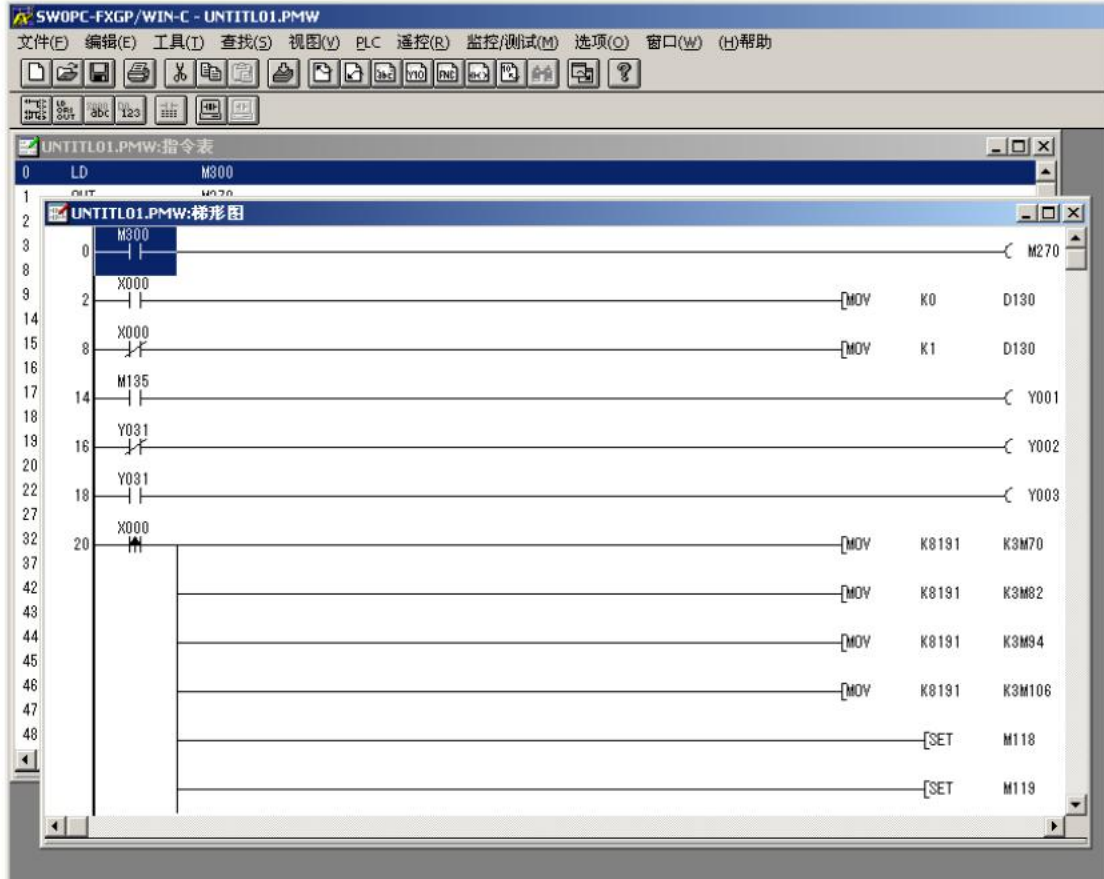 SW0PC-FXGP/WIN-C - UNTITL01.PMW
文件(F) 编辑(E) 工具(T) 查找(S) 视图(V) PLC 遥控(R) 监控/测试(M) 选项(O) 窗口(W) (H)帮助
UNTITL01.PMW:指令表
0 LD M300
1 OUT M270
2
3
8
9
14
15
16
17
18
19
20
22
27
32
37
42
43
44
45
46
47
48
UNTITL01.PMW:梯形图
M300
0 M270
X000
2 MOV K0 D130
X000
8 MOV K1 D130
M135
14 Y001
Y031
16 Y002
Y031
18 Y003
X000
20 MOV K8191 K3M70
MOV K8191 K3M82
MOV K8191 K3M94
MOV K8191 K3M106
SET M118
SET M119